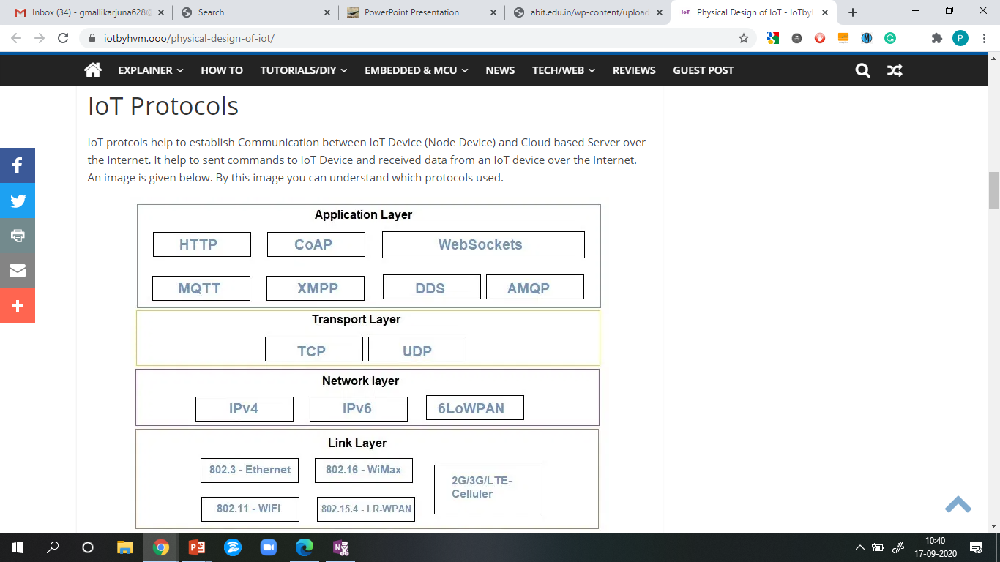 Inbox (34) - gmallikarjuna628@
Search
PowerPoint Presentation
abit.edu.in/wp-content/upload
IoT Physical Design of IoT - IoTbyH
iotbyhvm.ooo/physical-design-of-iot/
P
EXPLAINER HOW TO TUTORIALS/DIY EMBEDDED & MCU NEWS TECH/WEB REVIEWS GUEST POST
IoT Protocols
IoT protcols help to establish Communication between IoT Device (Node Device) and Cloud based Server over
the Internet. It help to sent commands to IoT Device and received data from an IoT device over the Internet.
An image is given below. By this image you can understand which protocols used.
Application Layer
HTTP CoAP WebSockets
MQTT XMPP DDS AMQP
Transport Layer
TCP UDP
Network layer
IPv4 IPv6 6LoWPAN
Link Layer
802.3 - Ethernet 802.16 - WiMax
2G/3G/LTE-
Celluler
802.11 - WiFi 802.15.4 - LR-WPAN
10:40
17-09-2020